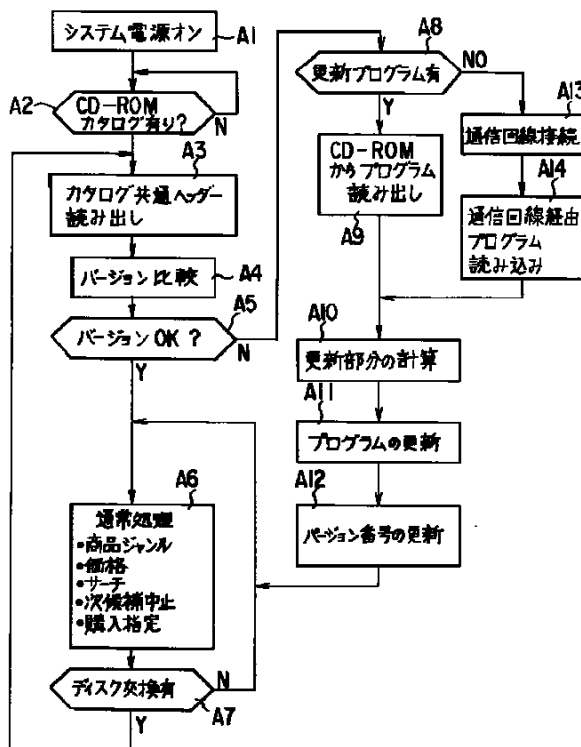 システム電源オン
A1
A2
CD-ROM
カタログ有り?
N
A3
カタログ共通ヘッダー
読み出し
バージョン比較
A4
A5
バージョンOK?
N
Y
A6
通常処理
•商品ジャンル
•価格
•サーチ
•次候補中止
•購入指定
ディスク交換有
N
A7
Y
A8
更新プログラム有
NO
Y
CD-ROM
からプログラム
読み出し
A9
A13
通信回線接続
A14
通信回線経由
プログラム
読み込み
A10
更新部分の計算
A11
プログラムの更新
A12
バージョン番号の更新